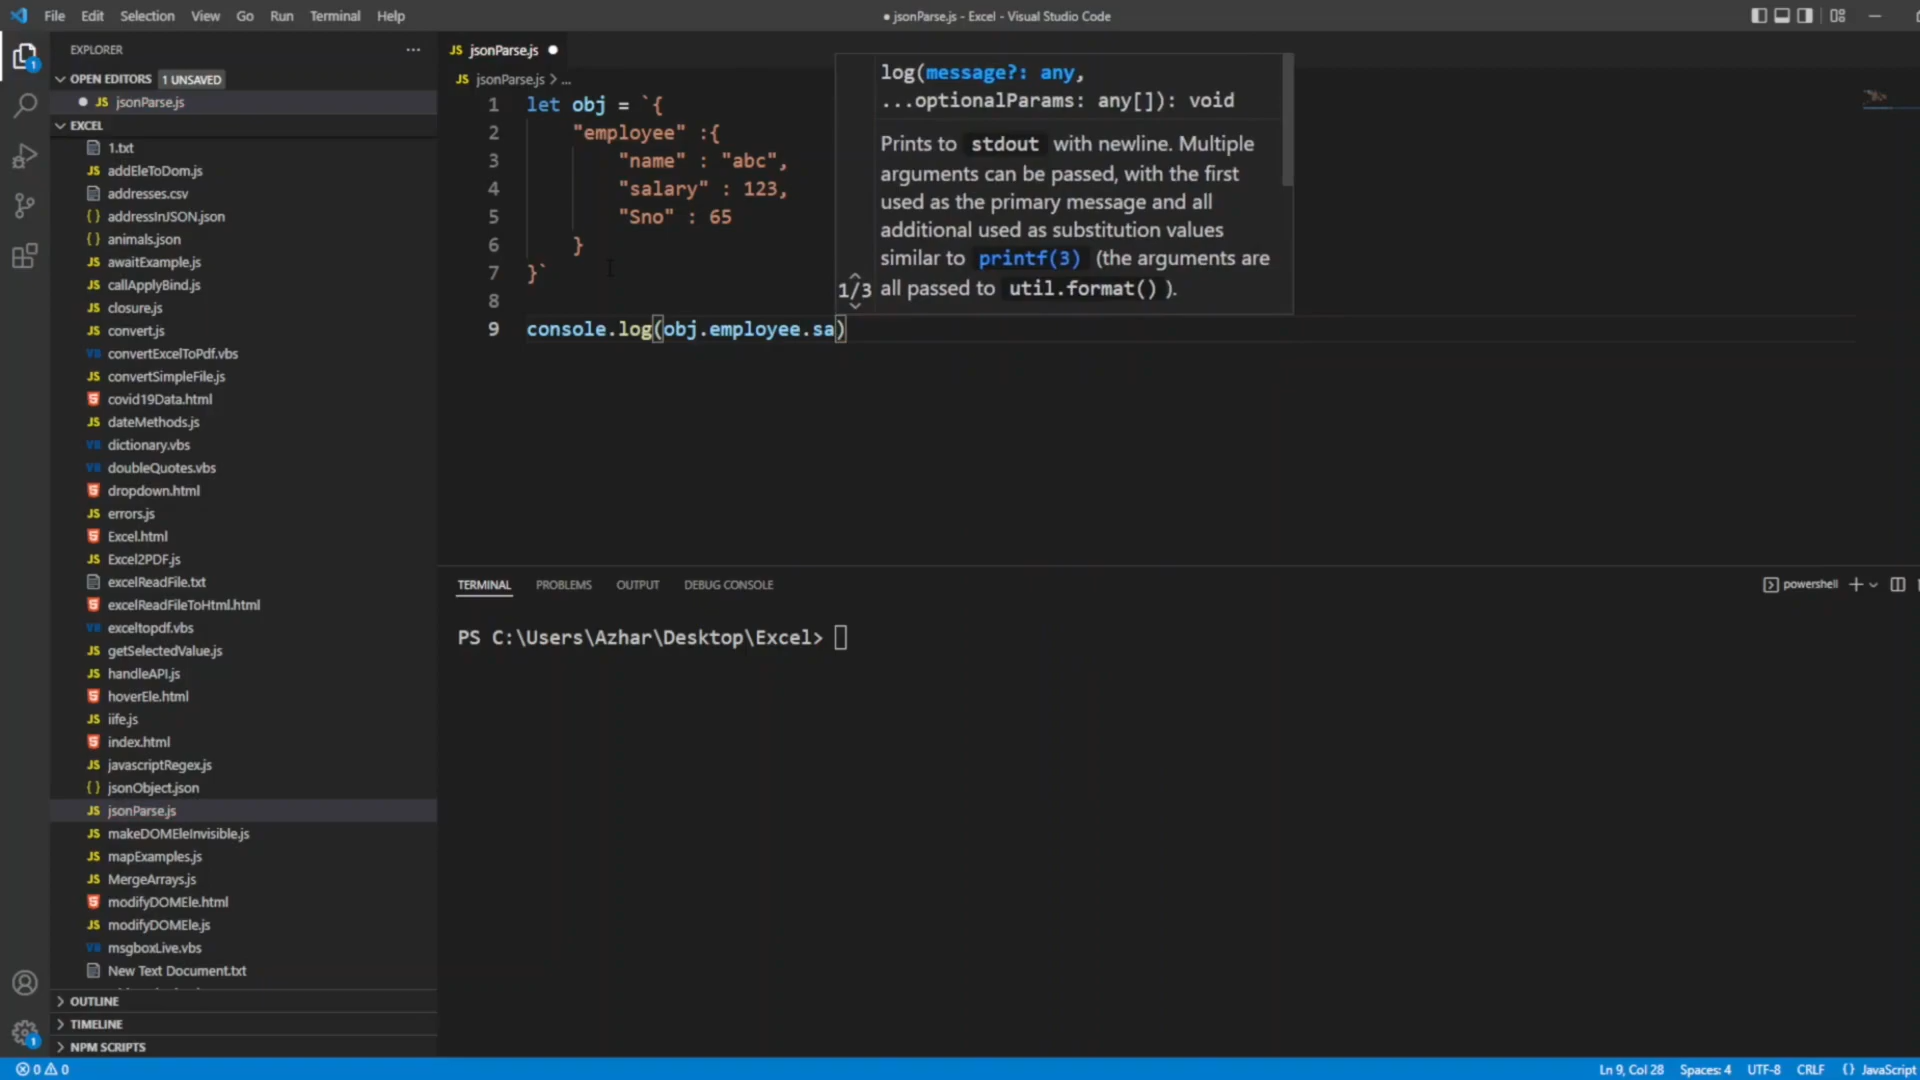 File Edit Selection View Go Run Terminal Help
● jsonParse.js - Excel - Visual Studio Code
EXPLORER
OPEN EDITORS 1 UNSAVED
JS jsonParse.js
EXCEL
1.txt
JS addEleToDom.js
addresses.csv
{} addressInJSON.json
{} animals.json
JS awaitExample.js
JS callApplyBind.js
JS closure.js
JS convert.js
VB convertExcelToPdf.vbs
JS convertSimpleFile.js
covid19Data.html
JS dateMethods.js
VB dictionary.vbs
VB doubleQuotes.vbs
dropdown.html
JS errors.js
Excel.html
JS Excel2PDF.js
excelReadFile.txt
excelReadFileToHtml.html
VB exceltopdf.vbs
JS getSelectedValue.js
JS handleAPI.js
hoverEle.html
JS iife.js
index.html
JS javascriptRegex.js
{} jsonObject.json
JS jsonParse.js
JS makeDOMEleInvisible.js
JS mapExamples.js
JS MergeArrays.js
modifyDOMEle.html
JS modifyDOMEle.js
VB msgboxLive.vbs
New Text Document.txt
OUTLINE
TIMELINE
NPM SCRIPTS
JS jsonParse.js ●
JS jsonParse.js > ...
1 let obj = `{
2 "employee" :{
3 "name" : "abc",
4 "salary" : 123,
5 "Sno" : 65
6 }
7 }`
8
9 console.log(obj.employee.sa)
log(message?: any,
...optionalParams: any[]): void
Prints to stdout with newline. Multiple
arguments can be passed, with the first
used as the primary message and all
additional used as substitution values
similar to printf(3) (the arguments are
1/3 all passed to util.format() ).
TERMINAL PROBLEMS OUTPUT DEBUG CONSOLE
powershell
PS C:\Users\Azhar\Desktop\Excel>
0 0
Ln 9, Col 28 Spaces: 4 UTF-8 CRLF {} JavaScript